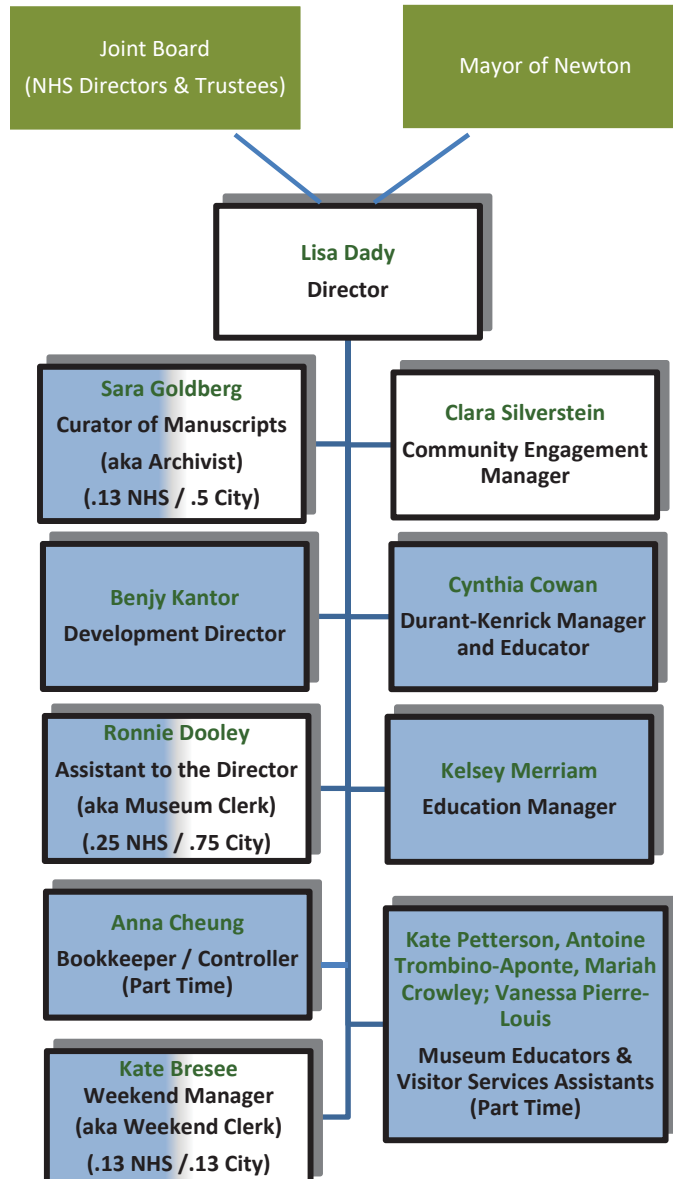 Joint Board
(NHS Directors & Trustees)
Mayor of Newton
Lisa Dady
Director
Sara Goldberg
Curator of Manuscripts
(aka Archivist)
(.13 NHS / .5 City)
Clara Silverstein
Community Engagement
Manager
Benjy Kantor
Development Director
Cynthia Cowan
Durant-Kenrick Manager
and Educator
Ronnie Dooley
Assistant to the Director
(aka Museum Clerk)
(.25 NHS / .75 City)
Kelsey Merriam
Education Manager
Anna Cheung
Bookkeeper / Controller
(Part Time)
Kate Petterson, Antoine
Trombino-Aponte, Mariah
Crowley; Vanessa Pierre-
Louis
Museum Educators &
Visitor Services Assistants
(Part Time)
Kate Bresee
Weekend Manager
(aka Weekend Clerk)
(.13 NHS /.13 City)